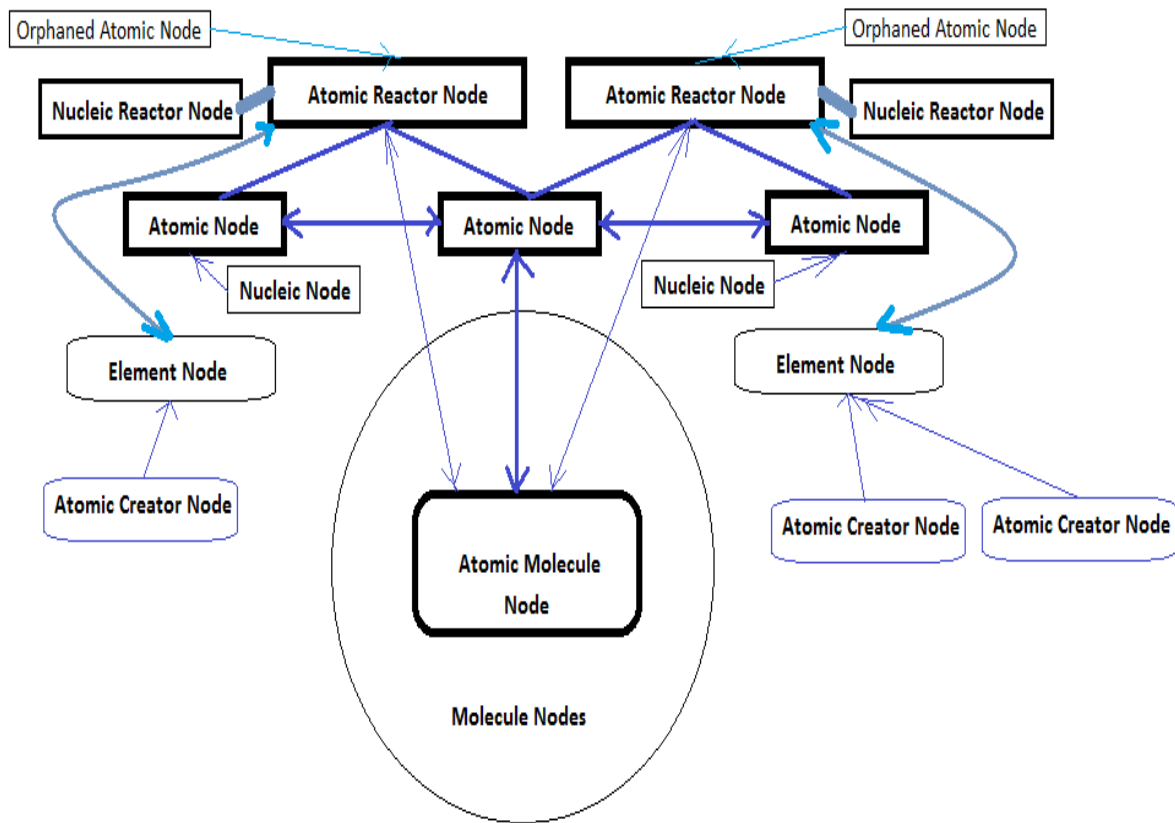 Orphaned Atomic Node
Orphaned Atomic Node
Atomic Reactor Node
Atomic Reactor Node
Nucleic Reactor Node
Nucleic Reactor Node
Atomic Node
Atomic Node
Atomic Node
Nucleic Node
Nucleic Node
Element Node
Element Node
Atomic Creator Node
Atomic Creator Node
Atomic Creator Node
Atomic Molecule
Node
Molecule Nodes